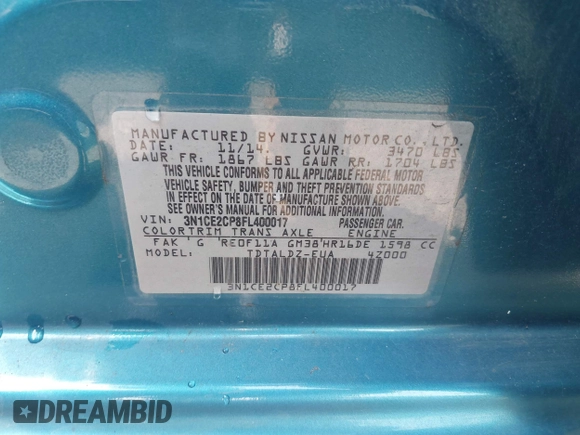 MANUFACTURED BY NISSAN MOTOR CO., LTD.
DATE: 11/14. GVWR: 3470 LBS
GAWR FR: 1867 LBS GAWR RR: 1704 LBS
THIS VEHICLE CONFORMS TO ALL APPLICABLE FEDERAL MOTOR
VEHICLE SAFETY, BUMPER AND THEFT PREVENTION STANDARDS
IN EFFECT ON THE DATE OF MANUFACTURE SHOWN ABOVE.
SEE OWNER'S MANUAL FOR ADDITIONAL INFORMATION.
VIN: 3N1CE2CP8FL400017 PASSENGER CAR.
COLOR TRIM TRANS AXLE ENGINE
FAK 'G 'RE0F11A GM38'HR16DE 1598 CC
MODEL: TDTALDZ-EUA 4Z000
3N1CE2CP8FL400017
DREAMBID